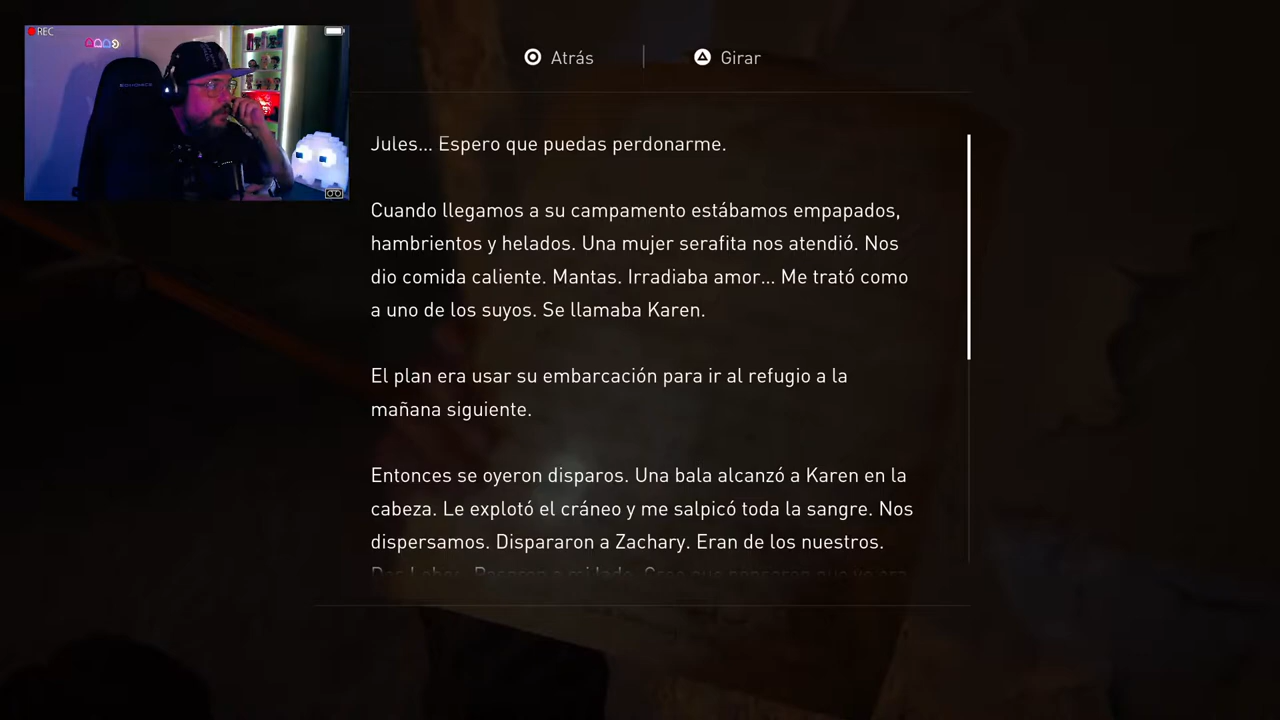 REC
Atrás
Girar
Jules... Espero que puedas perdonarme.
Cuando llegamos a su campamento estábamos empapados,
hambrientos y helados. Una mujer serafita nos atendió. Nos
dio comida caliente. Mantas. Irradiaba amor... Me trató como
a uno de los suyos. Se llamaba Karen.
El plan era usar su embarcación para ir al refugio a la
mañana siguiente.
Entonces se oyeron disparos. Una bala alcanzó a Karen en la
cabeza. Le explotó el cráneo y me salpicó toda la sangre. Nos
dispersamos. Dispararon a Zachary. Eran de los nuestros.